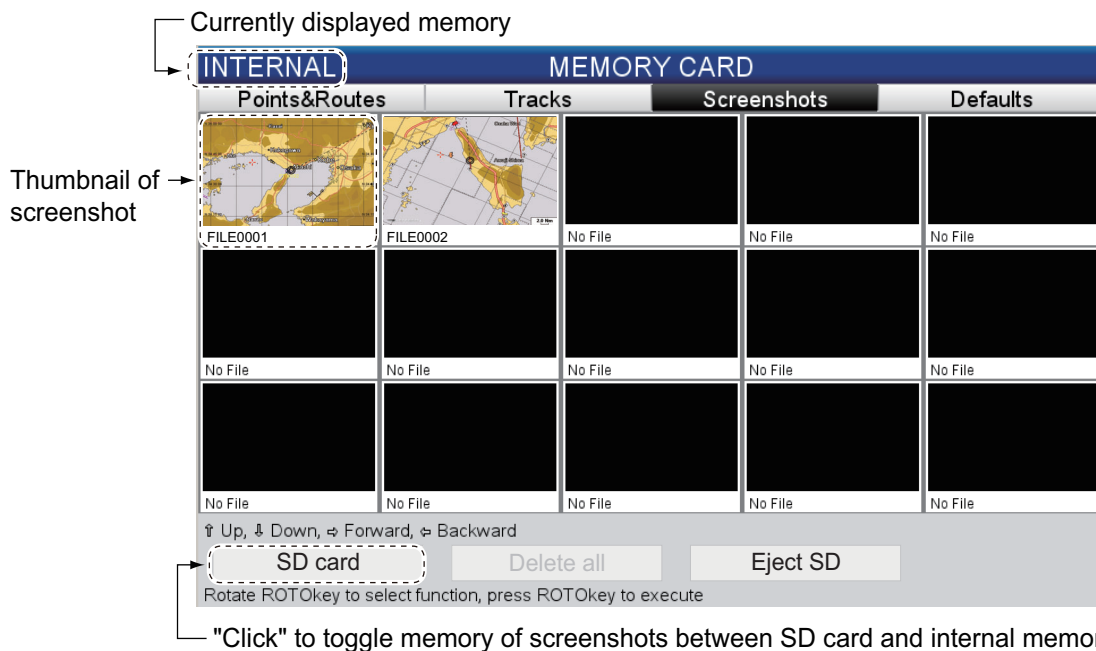 Currently displayed memory
INTERNAL MEMORY CARD
Points&Routes Tracks Screenshots Defaults
Thumbnail of
screenshot
2.0 Nm
FILE0001 FILE0002 No File No File No File
No File No File No File No File No File
No File No File No File No File No File
⇧ Up, ⇩ Down, ⇨ Forward, ⇦ Backward
SD card Delete all Eject SD
Rotate ROTOkey to select function, press ROTOkey to execute
"Click" to toggle memory of screenshots between SD card and internal